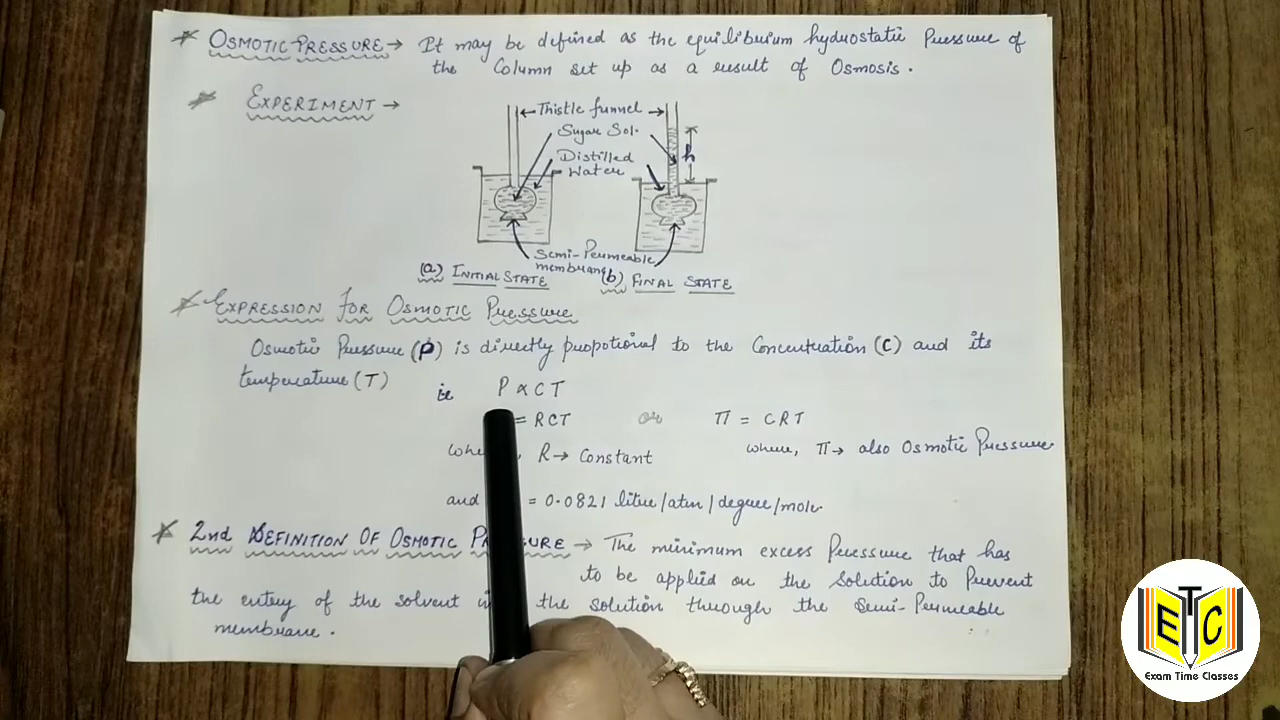 OSMOTIC PRESSURE → It may be defined as the equilibrium hydrostatic Pressure of
the Column set up as a result of Osmosis.
EXPERIMENT →
Thistle funnel
Sugar Sol.
Distilled
Water
h
Semi-Permeable
membrane
(a) INITIAL STATE (b) FINAL STATE
EXPRESSION FOR OSMOTIC PRESSURE
Osmotic Pressure (P) is directly propotional to the Concentration (C) and its
temperature (T)
ie P ∝ CT
= RCT or π = CRT
R → Constant where, π → also Osmotic Pressure
and = 0.0821 litre/atm/degree/mole.
2nd DEFINITION OF OSMOTIC PRESSURE → The minimum excess Pressure that has
to be applied on the solution to Prevent
the entry of the solvent the solution through the Semi-Permeable
membrane.
ETC
Exam Time Classes